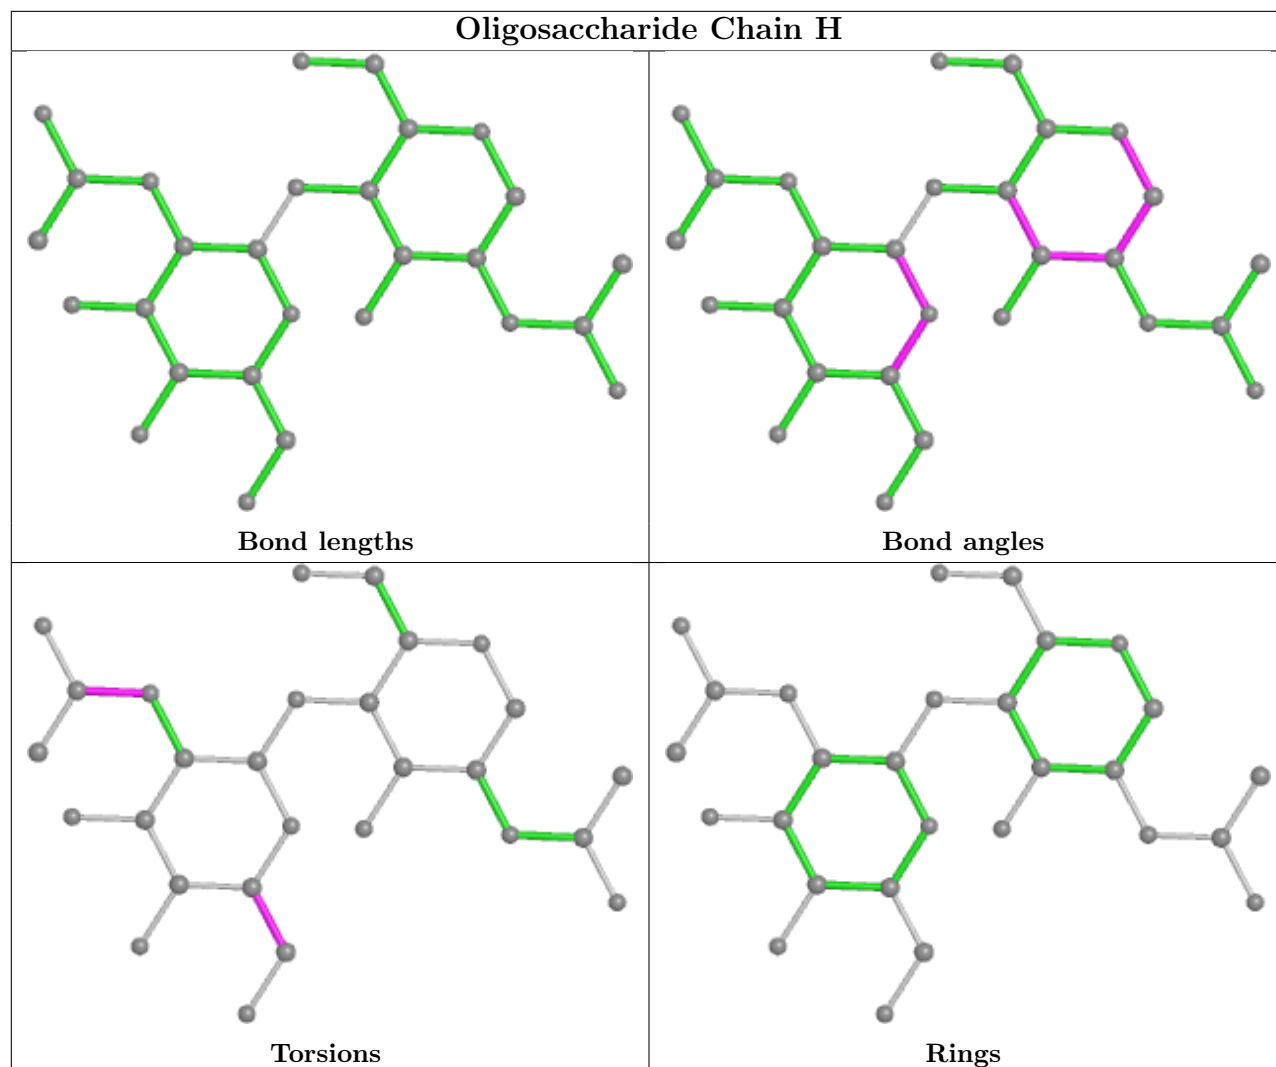 Oligosaccharide Chain H
Bond lengths
Bond angles
Torsions
Rings